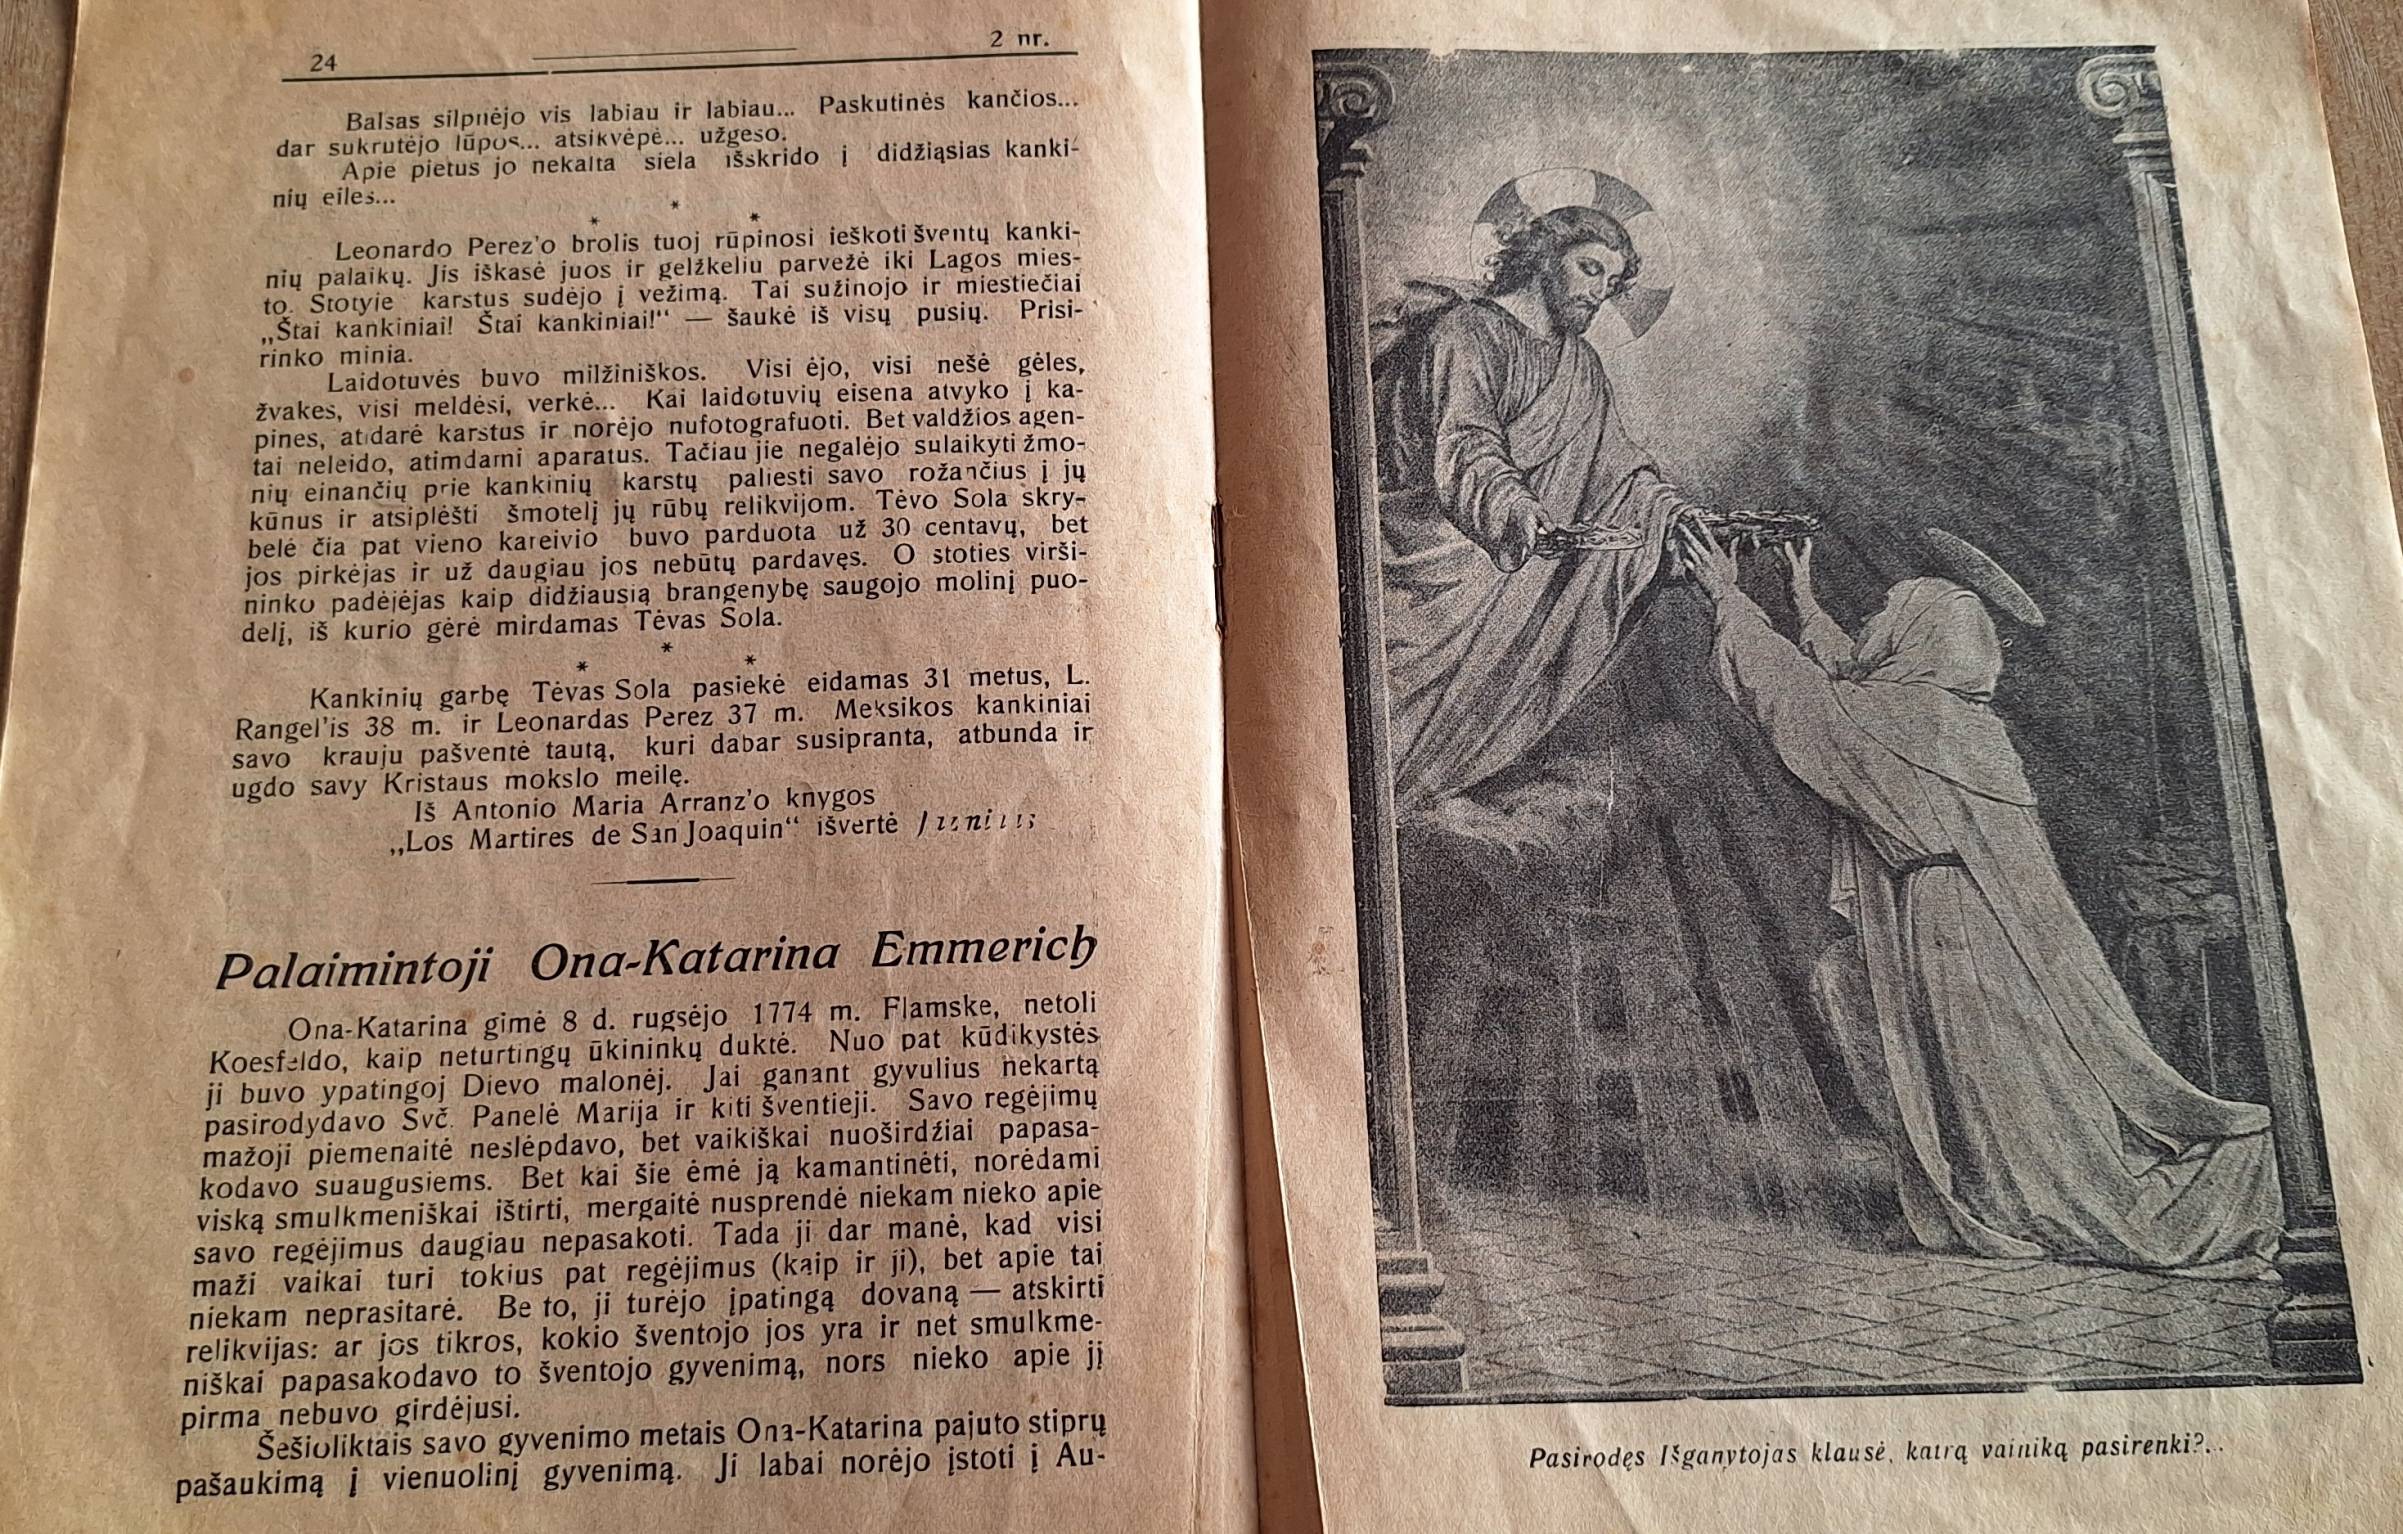 24
2 nr.
Balsas silpnėjo vis labiau ir labiau... Paskutinės kančios...
dar sukrutėjo lūpos... atsikvėpė... užgeso.
Apie pietus jo nekalta siela išskrido į didžiąsias kanki-
nių eiles...
* * *
Leonardo Perez'o brolis tuoj rūpinosi ieškoti šventų kanki-
nių palaikų. Jis iškasė juos ir gelžkeliu parvežė iki Lagos mies-
to. Stotyje karstus sudėjo į vežimą. Tai sužinojo ir miestiečiai
„Štai kankiniai! Štai kankiniai!“ — šaukė iš visų pusių. Prisi-
rinko minia.
Laidotuvės buvo milžiniškos. Visi ėjo, visi nešė gėles,
žvakes, visi meldėsi, verkė... Kai laidotuvių eisena atvyko į ka-
pines, atidarė karstus ir norėjo nufotografuoti. Bet valdžios agen-
tai neleido, atimdami aparatus. Tačiau jie negalėjo sulaikyti žmo-
nių einančių prie kankinių karstų paliesti savo rožančius į jų
kūnus ir atsiplėšti šmotelį jų rūbų relikvijom. Tėvo Sola skry-
belė čia pat vieno kareivio buvo parduota už 30 centavų, bet
jos pirkėjas ir už daugiau jos nebūtų pardavęs. O stoties virši-
ninko padėjėjas kaip didžiausią brangenybę saugojo molinį puo-
delį, iš kurio gėrė mirdamas Tėvas Sola.
* * *
Kankinių garbę Tėvas Sola pasiekė eidamas 31 metus, L.
Rangel'is 38 m. ir Leonardas Perez 37 m. Meksikos kankiniai
savo krauju pašventė tautą, kuri dabar susipranta, atbunda ir
ugdo savy Kristaus mokslo meilę.
Iš Antonio Maria Arranz'o knygos
„Los Martires de San Joaquin“ išvertė Junius
Palaimintoji Ona-Katarina Emmerich
Ona-Katarina gimė 8 d. rugsėjo 1774 m. Flamske, netoli
Koesfeldo, kaip neturtingų ūkininkų duktė. Nuo pat kūdikystės
ji buvo ypatingoj Dievo malonėj. Jai ganant gyvulius nekartą
pasirodydavo Švč. Panelė Marija ir kiti šventieji. Savo regėjimų
mažoji piemenaitė neslėpdavo, bet vaikiškai nuoširdžiai papasa-
kodavo suaugusiems. Bet kai šie ėmė ją kamantinėti, norėdami
viską smulkmeniškai ištirti, mergaitė nusprendė niekam nieko apie
savo regėjimus daugiau nepasakoti. Tada ji dar manė, kad visi
maži vaikai turi tokius pat regėjimus (kaip ir ji), bet apie tai
niekam neprasitarė. Be to, ji turėjo įpatingą dovaną — atskirti
relikvijas: ar jos tikros, kokio šventojo jos yra ir net smulkme-
niškai papasakodavo to šventojo gyvenimą, nors nieko apie jį
pirma nebuvo girdėjusi.
Šešioliktais savo gyvenimo metais Ona-Katarina pajuto stiprų
pašaukimą į vienuolinį gyvenimą. Ji labai norėjo įstoti į Au-
Pasirodęs Išganytojas klausė, katrą vainiką pasirenki?..